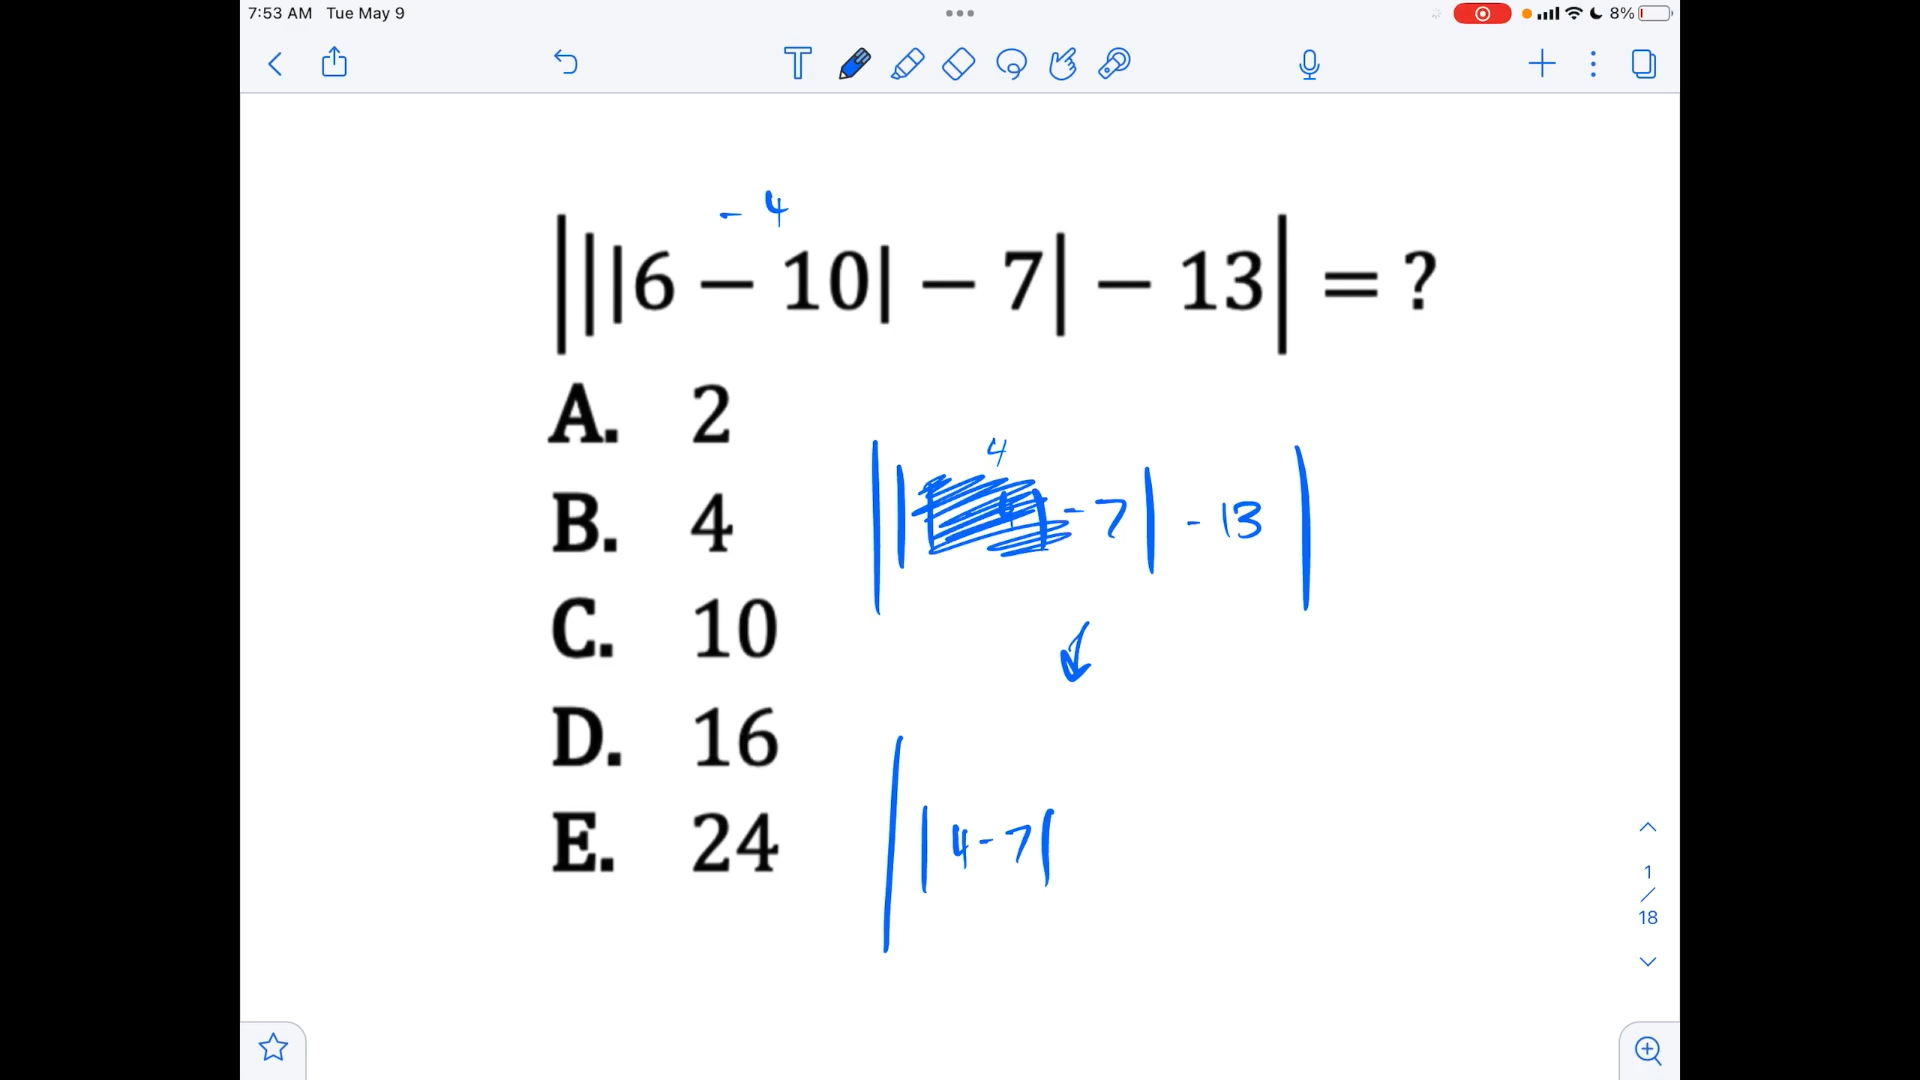 7:53 AM Tue May 9
8%
T
- 4
|||6 − 10| − 7| − 13| = ?
A. 2
B. 4
C. 10
D. 16
E. 24
4
|| - 7| - 13|
||4-7|
1
/
18